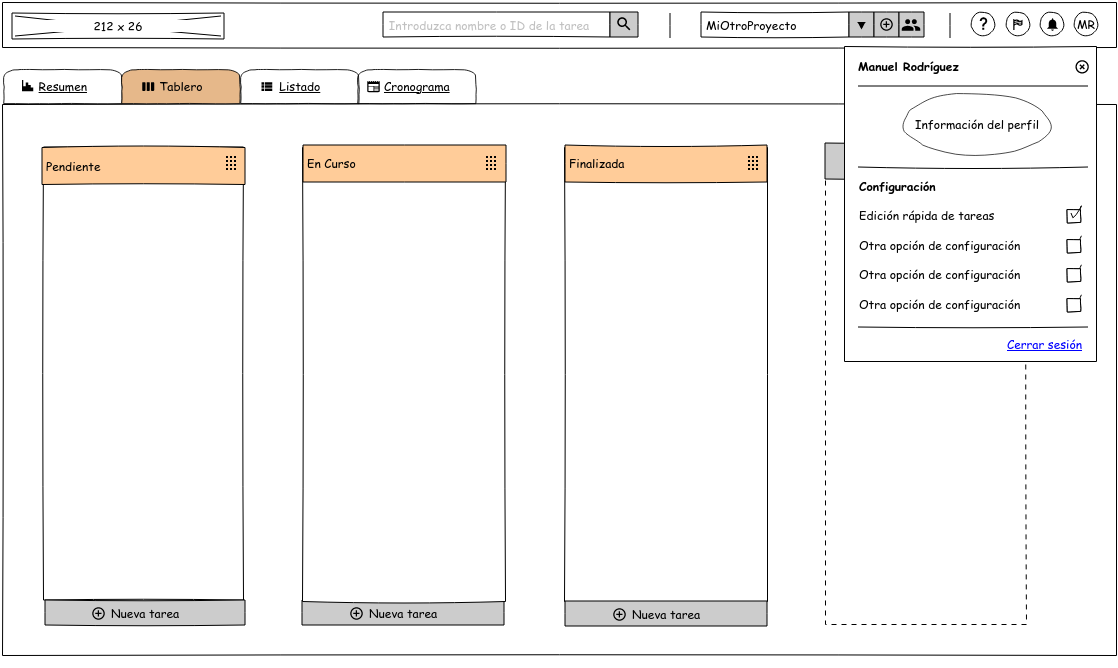 212 x 26
Introduzca nombre o ID de la tarea
MiOtroProyecto
?
MR
Resumen
Tablero
Listado
Cronograma
Manuel Rodríguez
Información del perfil
Configuración
Edición rápida de tareas
Otra opción de configuración
Otra opción de configuración
Otra opción de configuración
Cerrar sesión
Pendiente
En Curso
Finalizada
Nueva tarea
Nueva tarea
Nueva tarea